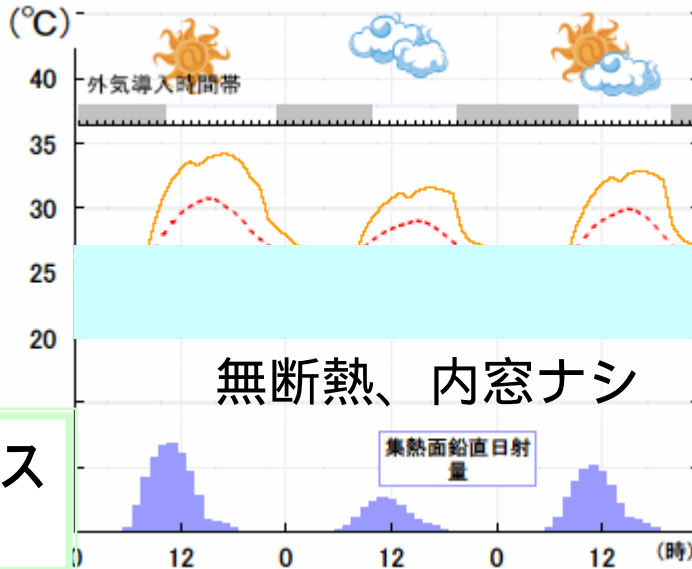 (℃)
40
外気導入時間帯
35
30
25
20
無断熱、内窓ナシ
集熱面鉛直日射
量
ス
0 12 0 12 0 12 (時)